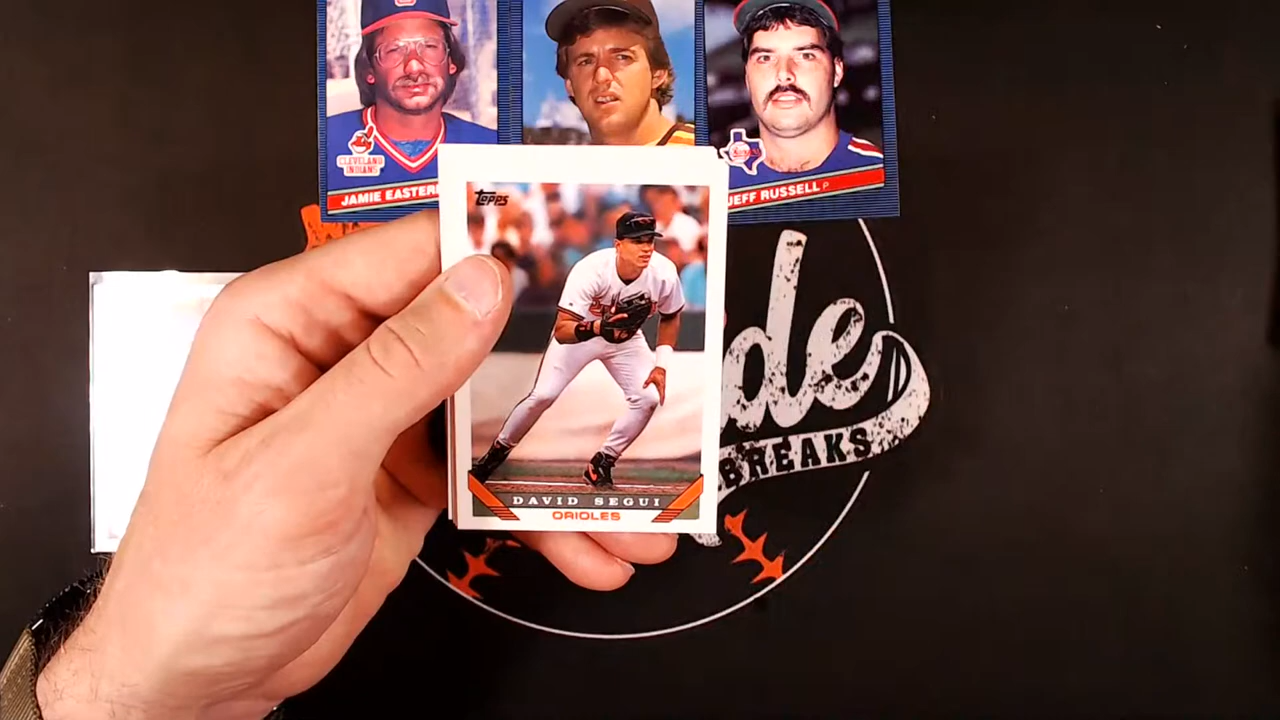 CLEVELAND
INDIANS
JAMIE EASTER
JEFF RUSSELL P
Topps
DAVID SEGUI
ORIOLES
de
BREAKS